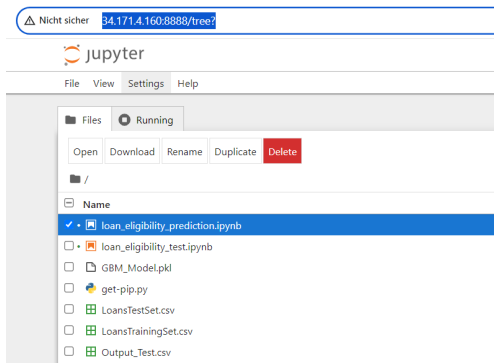 Nicht sicher 34.171.4.160:8888/tree?
jupyter
File View Settings Help
Files Running
Open Download Rename Duplicate Delete
/
Name
loan_eligibility_prediction.ipynb
loan_eligibility_test.ipynb
GBM_Model.pkl
get-pip.py
LoansTestSet.csv
LoansTrainingSet.csv
Output_Test.csv